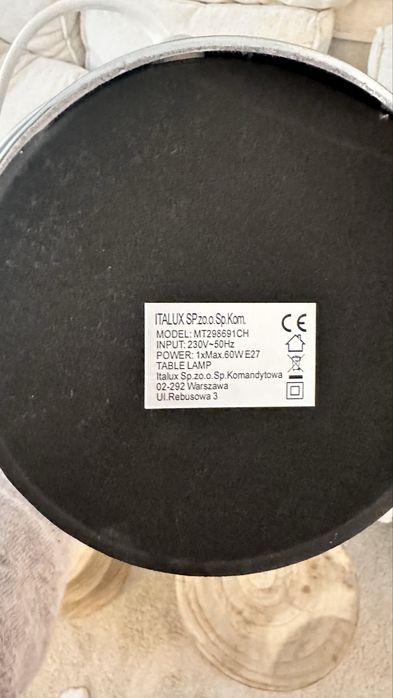 ITALUX SP.zo.o.Sp.Kom.
MODEL: MT298691CH
INPUT: 230V~50Hz
POWER: 1xMax.60W E27
TABLE LAMP
Italux Sp.zo.o.Sp.Komandytowa
02-292 Warszawa
Ul.Rebusowa 3
CE